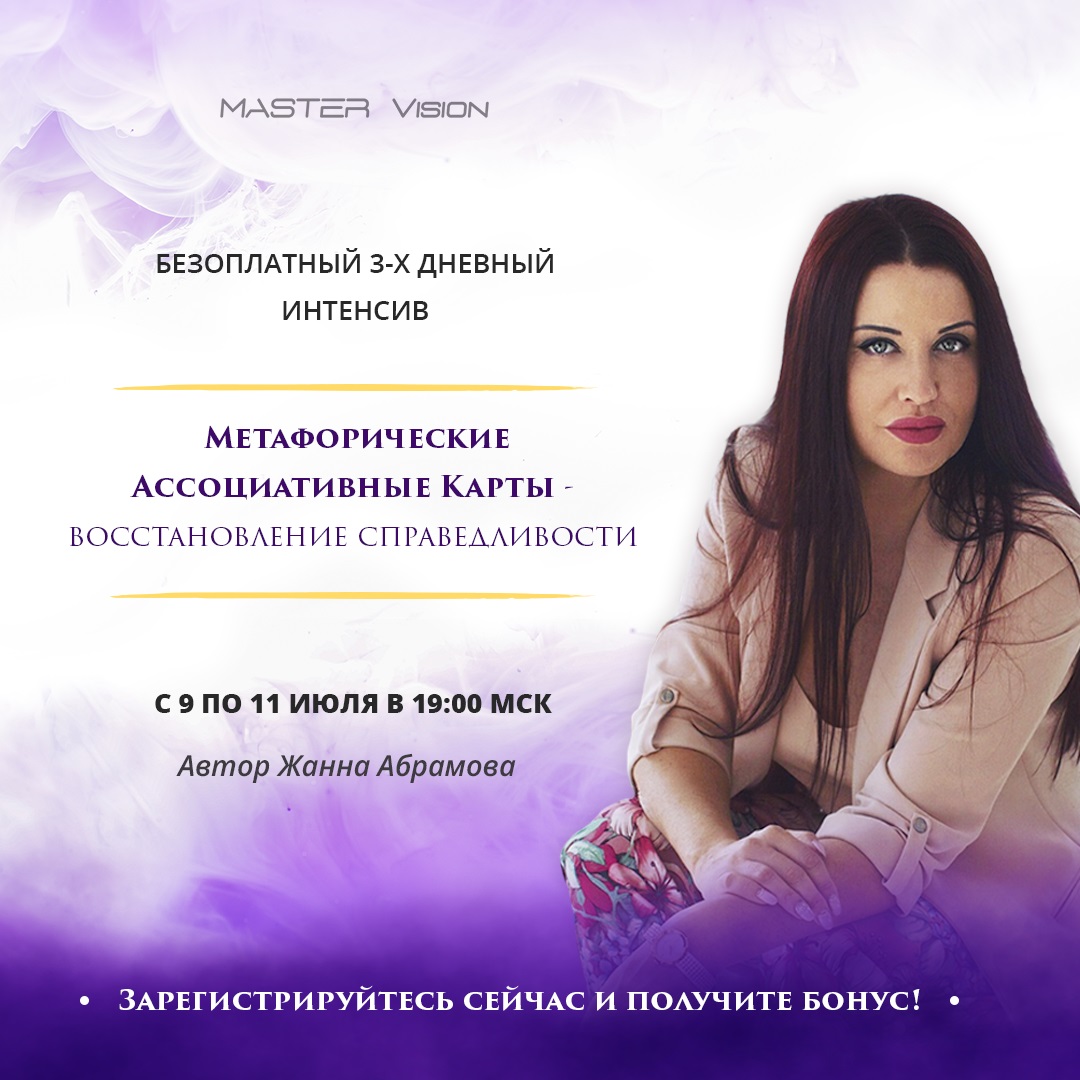 MASTER Vision
БЕЗОПЛАТНЫЙ 3-Х ДНЕВНЫЙ
ИНТЕНСИВ
Метафорические
Ассоциативные Карты -
восстановление справедливости
С 9 ПО 11 ИЮЛЯ В 19:00 МСК
Автор Жанна Абрамова
• Зарегистрируйтесь сейчас и получите бонус! •